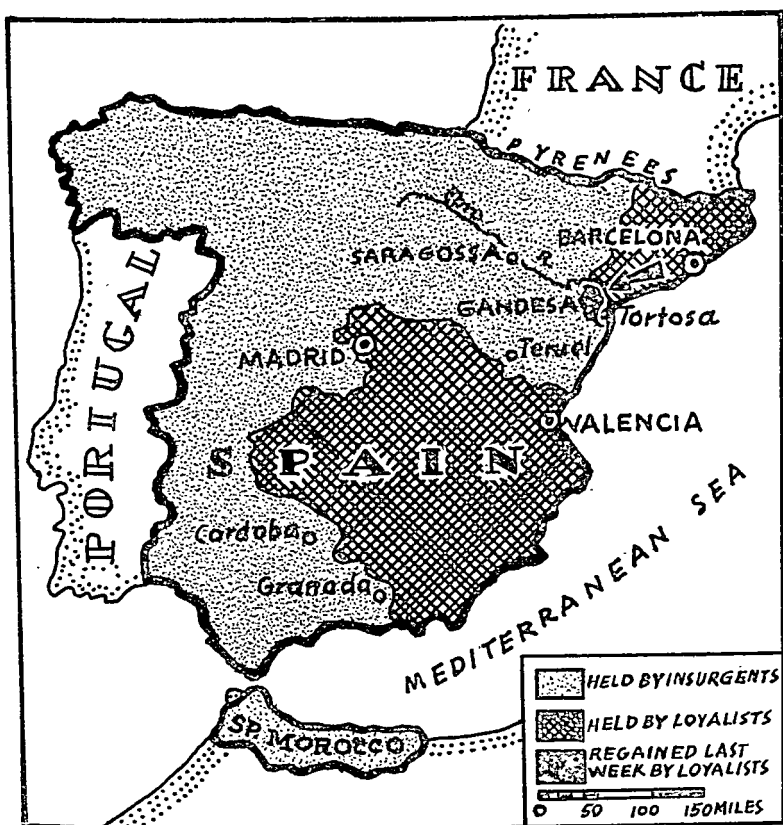 FRANCE
PYRENEES
BARCELONA
SARAGOSSA
R.
GANDESA
Tortosa
Teruel
MADRID
VALENCIA
SPAIN
PORTUGAL
Cordoba
Granada
MEDITERRANEAN SEA
SP. MOROCCO
HELD BY INSURGENTS
HELD BY LOYALISTS
REGAINED LAST
WEEK BY LOYALISTS
0 50 100 150 MILES